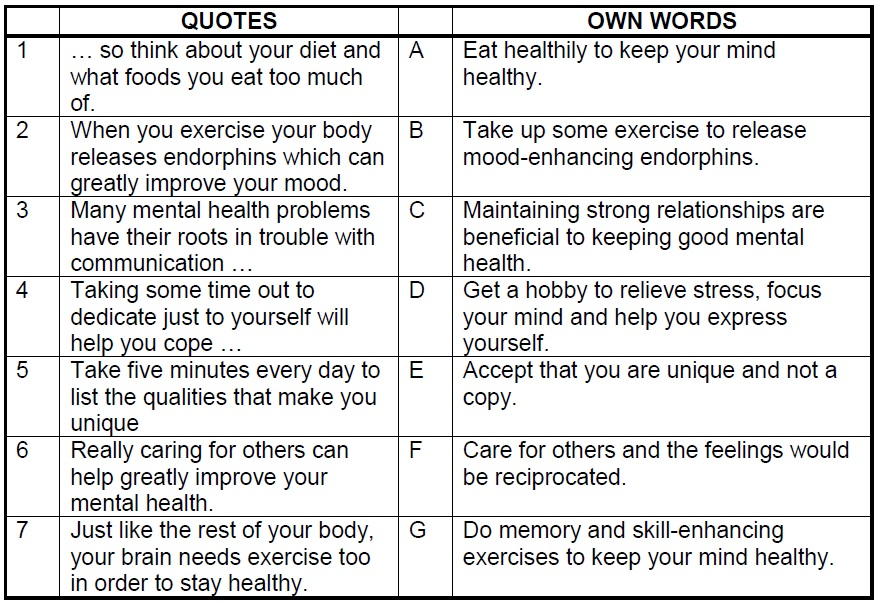 QUOTES OWN WORDS
1 … so think about your diet and A Eat healthily to keep your mind
what foods you eat too much healthy.
of.
2 When you exercise your body B Take up some exercise to release
releases endorphins which can mood-enhancing endorphins.
greatly improve your mood.
3 Many mental health problems C Maintaining strong relationships are
have their roots in trouble with beneficial to keeping good mental
communication … health.
4 Taking some time out to D Get a hobby to relieve stress, focus
dedicate just to yourself will your mind and help you express
help you cope … yourself.
5 Take five minutes every day to E Accept that you are unique and not a
list the qualities that make you copy.
unique
6 Really caring for others can F Care for others and the feelings would
help greatly improve your be reciprocated.
mental health.
7 Just like the rest of your body, G Do memory and skill-enhancing
your brain needs exercise too exercises to keep your mind healthy.
in order to stay healthy.